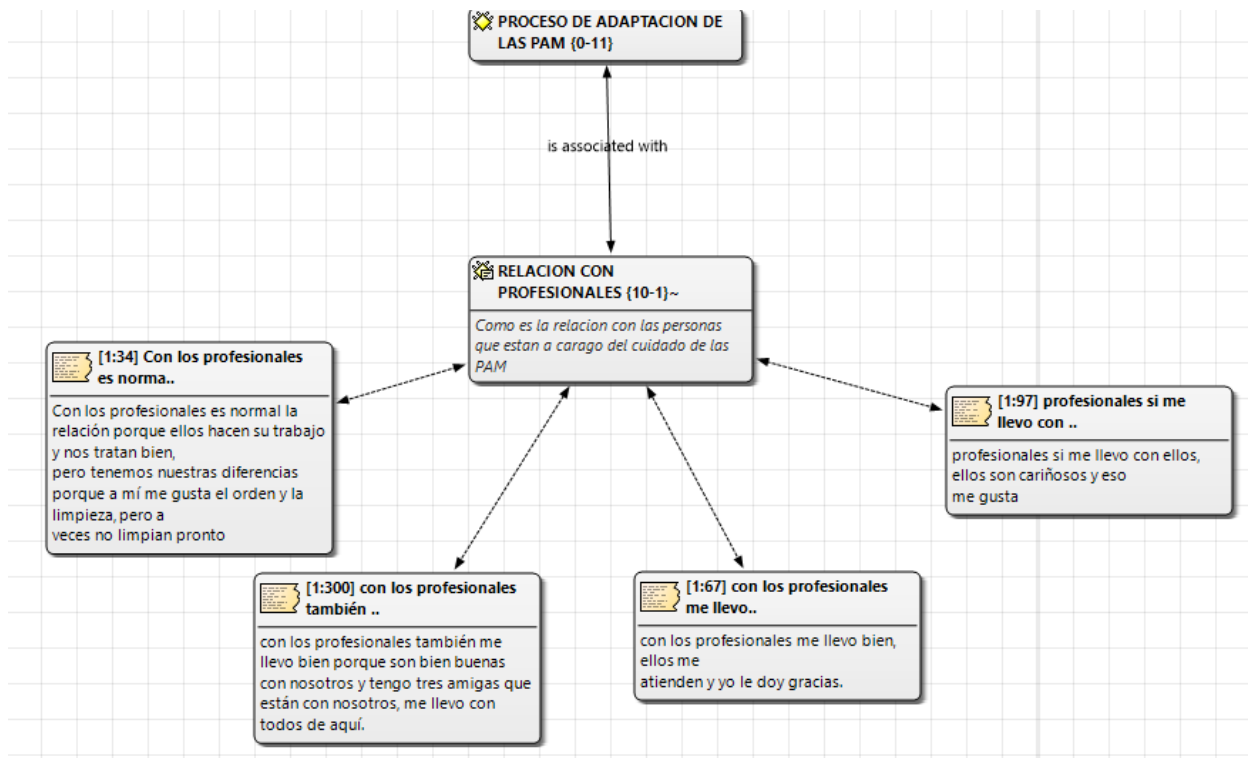 PROCESO DE ADAPTACION DE
LAS PAM {0-11}
is associated with
RELACION CON
PROFESIONALES {10-1}~
Como es la relacion con las personas
que estan a carago del cuidado de las
PAM
[1:34] Con los profesionales
es norma..
Con los profesionales es normal la
relación porque ellos hacen su trabajo
y nos tratan bien,
pero tenemos nuestras diferencias
porque a mí me gusta el orden y la
limpieza, pero a
veces no limpian pronto
[1:97] profesionales si me
llevo con ..
profesionales si me llevo con ellos,
ellos son cariñosos y eso
me gusta
[1:300] con los profesionales
también ..
con los profesionales también me
llevo bien porque son bien buenas
con nosotros y tengo tres amigas que
están con nosotros, me llevo con
todos de aquí.
[1:67] con los profesionales
me llevo..
con los profesionales me llevo bien,
ellos me
atienden y yo le doy gracias.